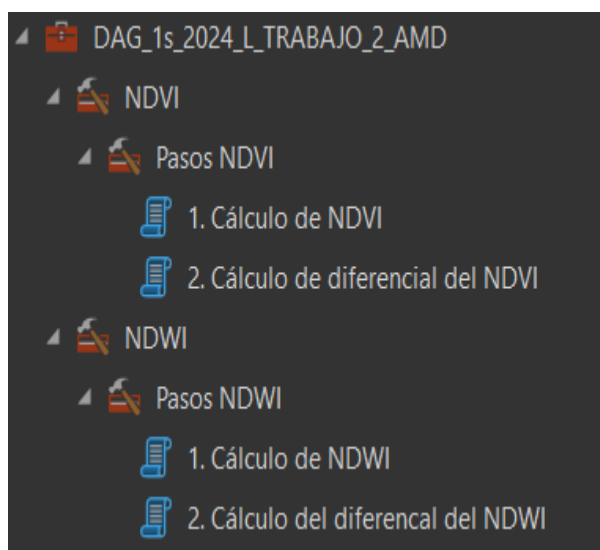 DAG_1s_2024_L_TRABAJO_2_AMD
NDVI
Pasos NDVI
1. Cálculo de NDVI
2. Cálculo de diferencial del NDVI
NDWI
Pasos NDWI
1. Cálculo de NDWI
2. Cálculo del diferencal del NDWI